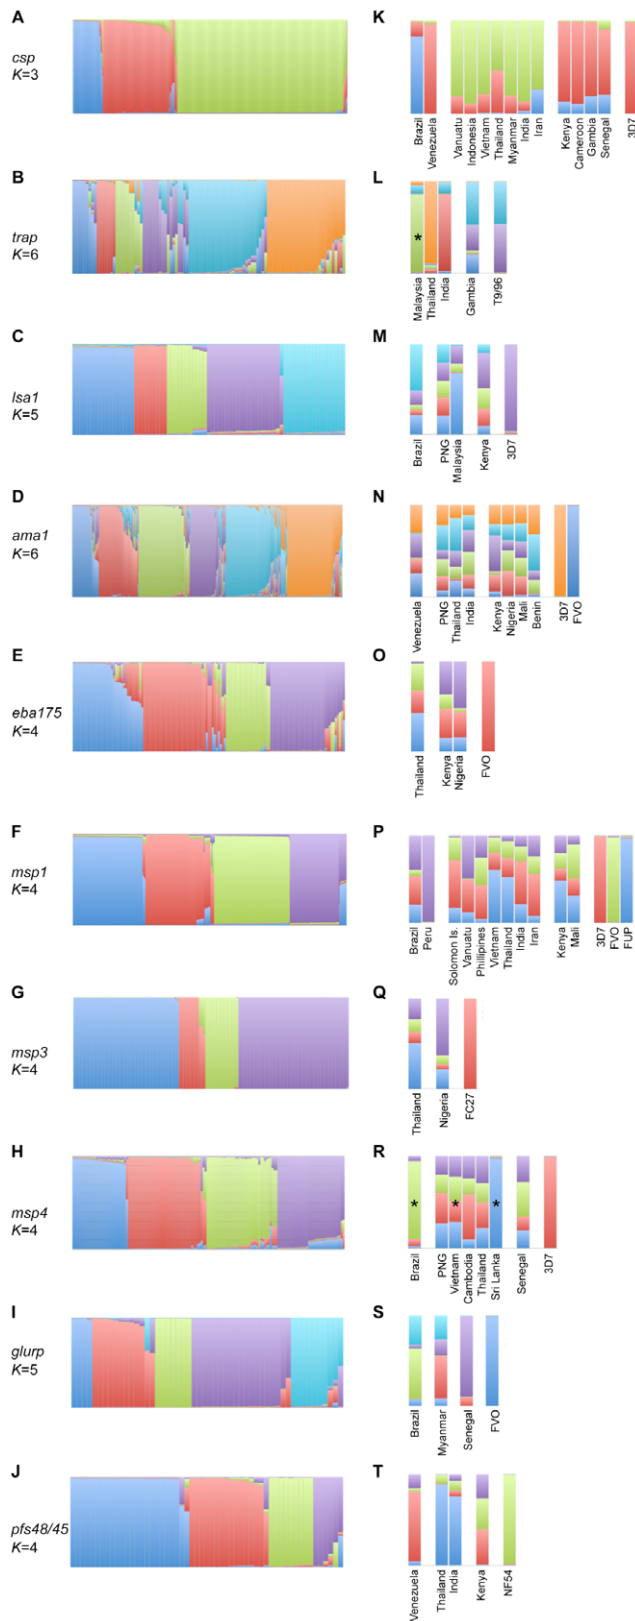 A
csp
K=3
K
Brazil
Venezuela
Vanuatu
Indonesia
Vietnam
Thailand
Myanmar
India
Iran
Kenya
Cameroon
Gambia
Senegal
3D7
B
trap
K=6
L
*
Malaysia
Thailand
India
Gambia
T9/96
C
lsa1
K=5
M
Brazil
PNG
Malaysia
Kenya
3D7
D
ama1
K=6
N
Venezuela
PNG
Thailand
India
Kenya
Nigeria
Mali
Benin
3D7
FVO
E
eba175
K=4
O
Thailand
Kenya
Nigeria
FVO
F
msp1
K=4
P
Brazil
Peru
Solomon Is.
Vanuatu
Phillipines
Vietnam
Thailand
India
Iran
Kenya
Mali
3D7
FVO
FUP
G
msp3
K=4
Q
Thailand
Nigeria
FC27
H
msp4
K=4
R
*
*
*
Brazil
PNG
Vietnam
Cambodia
Thailand
Sri Lanka
Senegal
3D7
I
glurp
K=5
S
Brazil
Myanmar
Senegal
FVO
J
pfs48/45
K=4
T
Venezuela
Thailand
India
Kenya
NF54